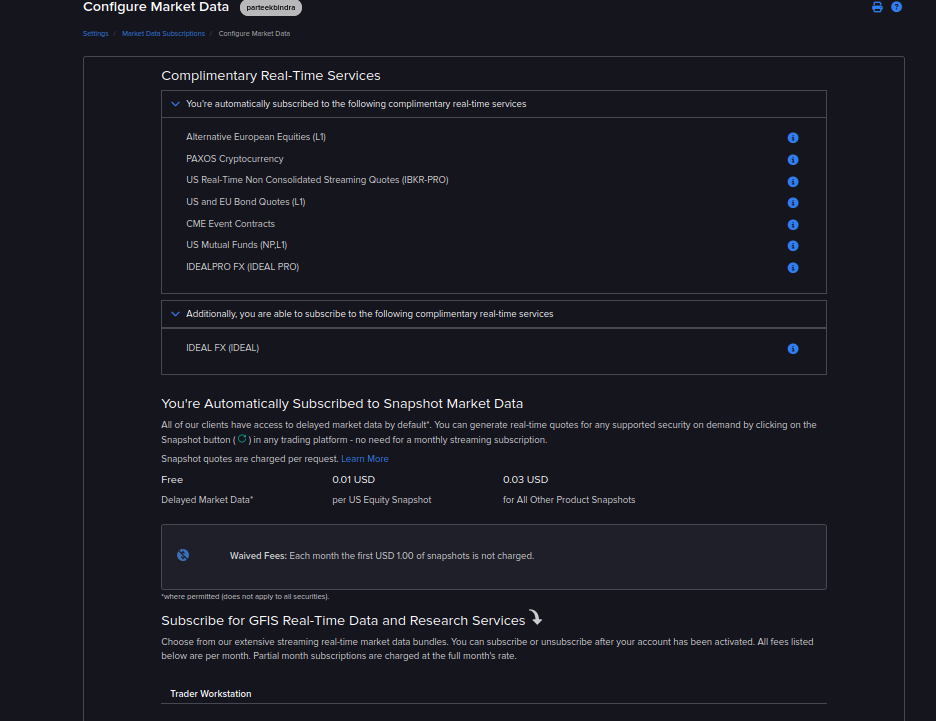 Configure Market Data parteekbindra
Settings / Market Data Subscriptions / Configure Market Data
Complimentary Real-Time Services
You're automatically subscribed to the following complimentary real-time services
Alternative European Equities (L1)
PAXOS Cryptocurrency
US Real-Time Non Consolidated Streaming Quotes (IBKR-PRO)
US and EU Bond Quotes (L1)
CME Event Contracts
US Mutual Funds (NP,L1)
IDEALPRO FX (IDEAL PRO)
Additionally, you are able to subscribe to the following complimentary real-time services
IDEAL FX (IDEAL)
You're Automatically Subscribed to Snapshot Market Data
All of our clients have access to delayed market data by default*. You can generate real-time quotes for any supported security on demand by clicking on the
Snapshot button ( ) in any trading platform - no need for a monthly streaming subscription.
Snapshot quotes are charged per request. Learn More
Free 0.01 USD 0.03 USD
Delayed Market Data* per US Equity Snapshot for All Other Product Snapshots
Waived Fees: Each month the first USD 1.00 of snapshots is not charged.
*where permitted (does not apply to all securities).
Subscribe for GFIS Real-Time Data and Research Services
Choose from our extensive streaming real-time market data bundles. You can subscribe or unsubscribe after your account has been activated. All fees listed
below are per month. Partial month subscriptions are charged at the full month's rate.
Trader Workstation